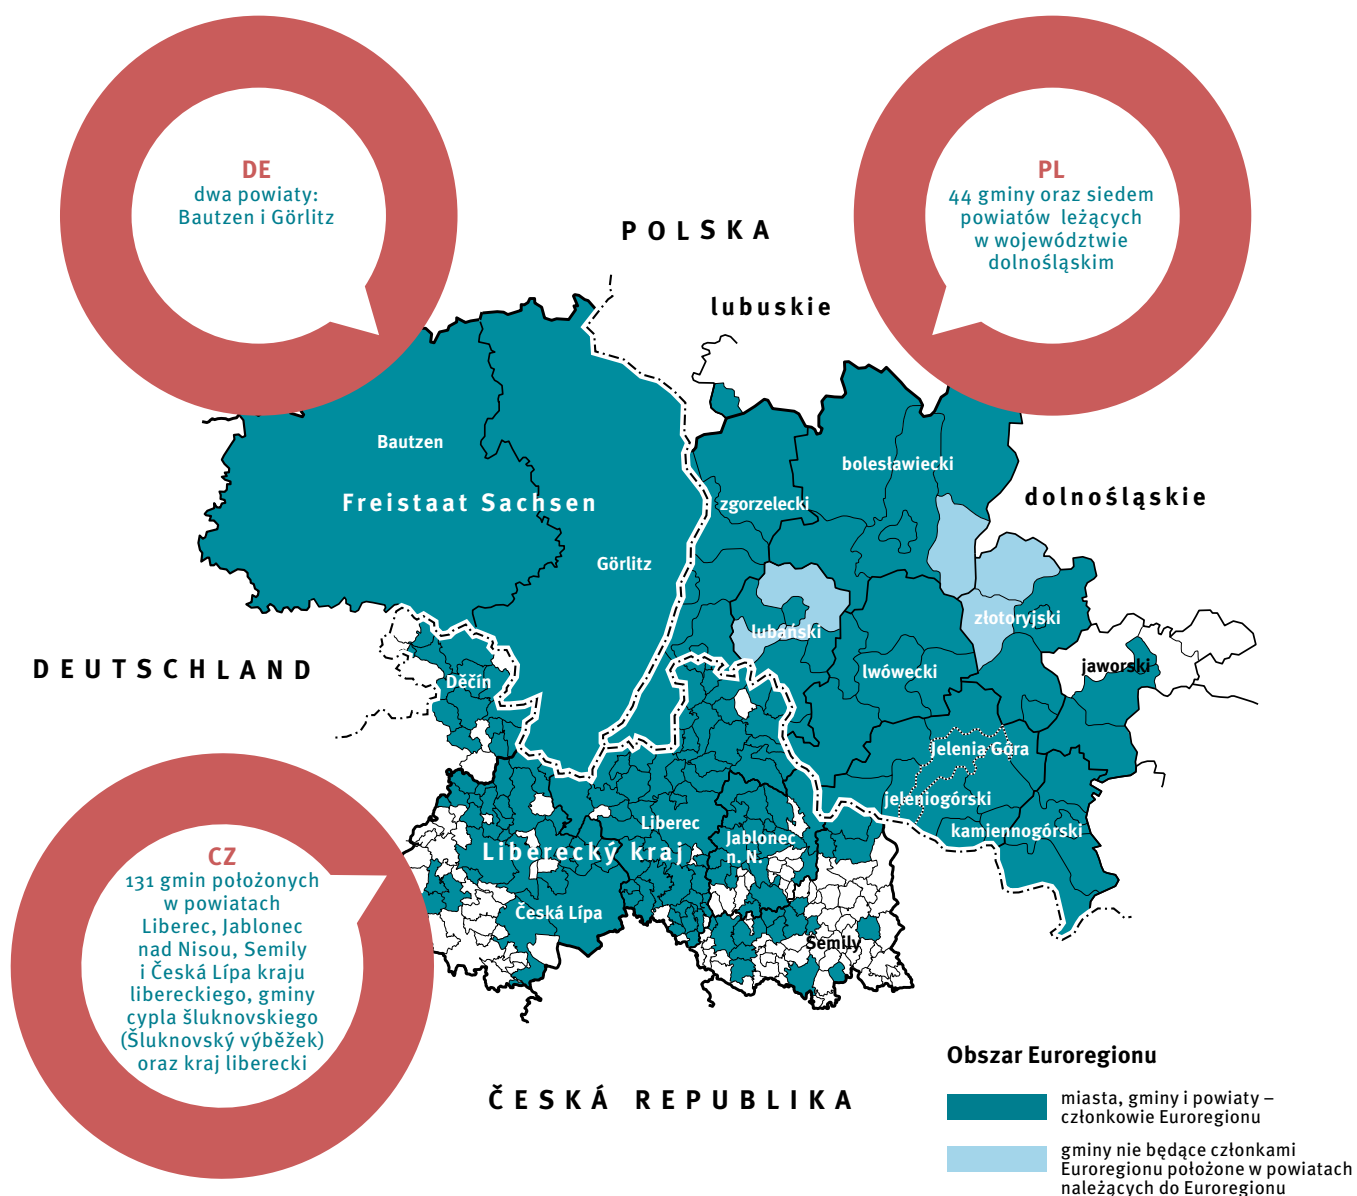 DE
dwa powiaty:
Bautzen i Görlitz
PL
44 gminy oraz siedem
powiatów leżących
w województwie
dolnośląskim
POLSKA
lubuskie
Bautzen
bolesławiecki
Freistaat Sachsen
zgorzelecki
dolnośląskie
Görlitz
złotoryjski
lubański
DEUTSCHLAND
jaworski
lwówecki
Děčín
Jelenia Góra
jeleniogórski
Liberec
kamiennogórski
Jablonec
n. N.
Liberecký kraj
Česká Lípa
Semily
CZ
131 gmin położonych
w powiatach
Liberec, Jablonec
nad Nisou, Semily
i Česká Lípa kraju
libereckiego, gminy
cypla šluknovskiego
(Šluknovský výběžek)
oraz kraj liberecki
ČESKÁ REPUBLIKA
Obszar Euroregionu
miasta, gminy i powiaty –
członkowie Euroregionu
gminy nie będące członkami
Euroregionu położone w powiatach
należących do Euroregionu